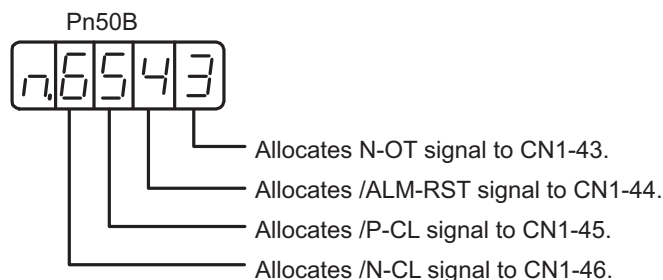 Pn50B
n.6543
Allocates N-OT signal to CN1-43.
Allocates /ALM-RST signal to CN1-44.
Allocates /P-CL signal to CN1-45.
Allocates /N-CL signal to CN1-46.